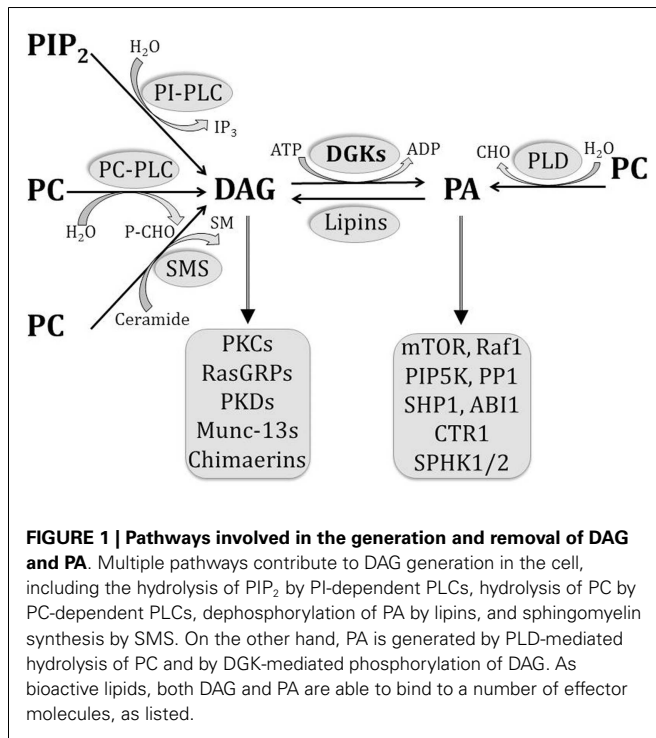 PIP₂
H₂O
PI-PLC
IP₃
PC-PLC
ATP
DGKs
ADP
CHO
PLD
H₂O
PC
DAG
PA
PC
H₂O
P-CHO
SM
Lipins
SMS
PC
Ceramide
PKCs
RasGRPs
PKDs
Munc-13s
Chimaerins
mTOR, Raf1
PIP5K, PP1
SHP1, ABI1
CTR1
SPHK1/2
FIGURE 1 | Pathways involved in the generation and removal of DAG
and PA. Multiple pathways contribute to DAG generation in the cell,
including the hydrolysis of PIP₂ by PI-dependent PLCs, hydrolysis of PC by
PC-dependent PLCs, dephosphorylation of PA by lipins, and sphingomyelin
synthesis by SMS. On the other hand, PA is generated by PLD-mediated
hydrolysis of PC and by DGK-mediated phosphorylation of DAG. As
bioactive lipids, both DAG and PA are able to bind to a number of effector
molecules, as listed.